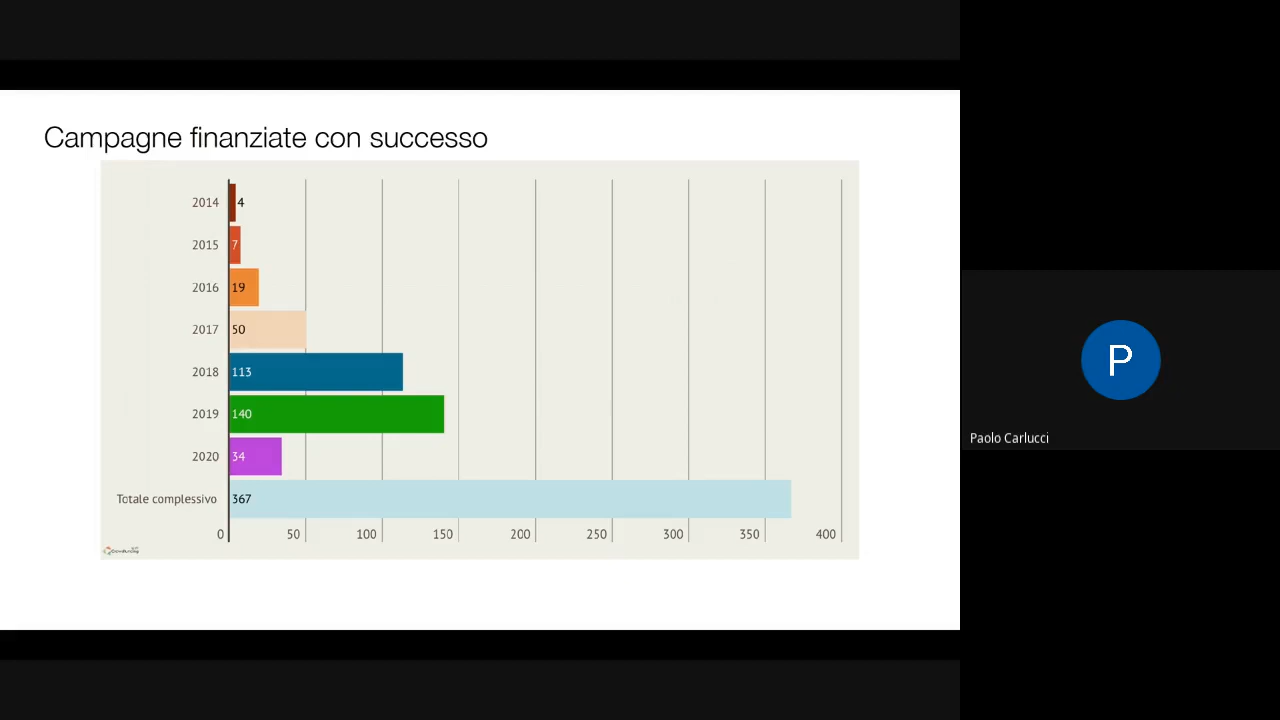 Campagne finanziate con successo
2014 4
2015 7
2016 19
2017 50
2018 113
2019 140
2020 34
Totale complessivo 367
0 50 100 150 200 250 300 350 400
P
Paolo Carlucci